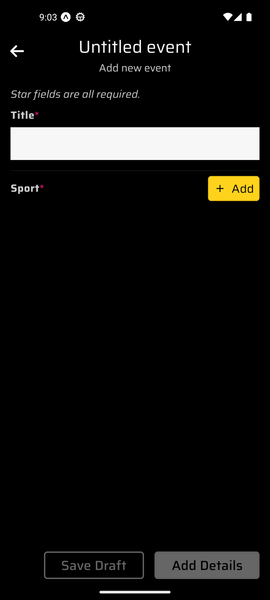 9:03
Untitled event
Add new event
Star fields are all required.
Title*
Sport*
+ Add
Save Draft
Add Details